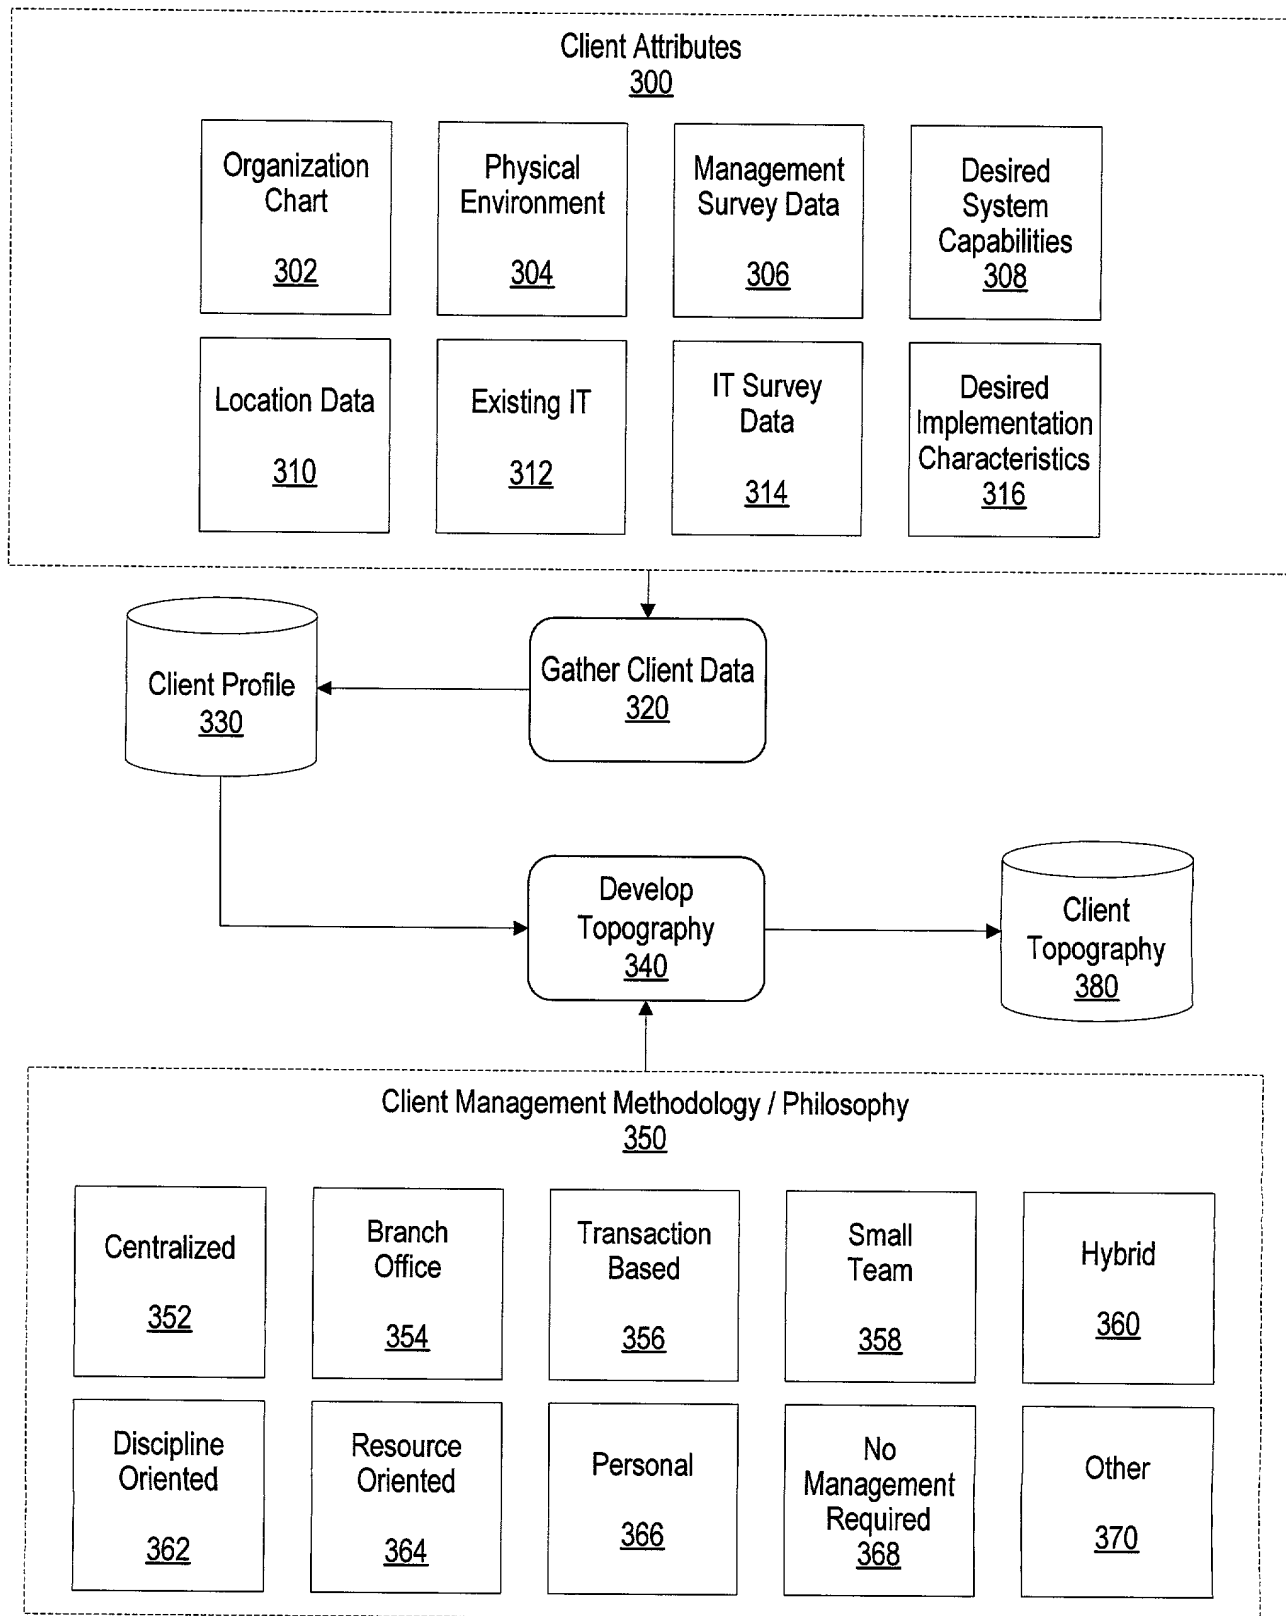 Client Attributes
300
Organization
Chart
302
Physical
Environment
304
Management
Survey Data
306
Desired
System
Capabilities
308
Location Data
310
Existing IT
312
IT Survey
Data
314
Desired
Implementation
Characteristics
316
Client Profile
330
Gather Client Data
320
Develop
Topography
340
Client
Topography
380
Client Management Methodology / Philosophy
350
Centralized
352
Branch
Office
354
Transaction
Based
356
Small
Team
358
Hybrid
360
Discipline
Oriented
362
Resource
Oriented
364
Personal
366
No
Management
Required
368
Other
370